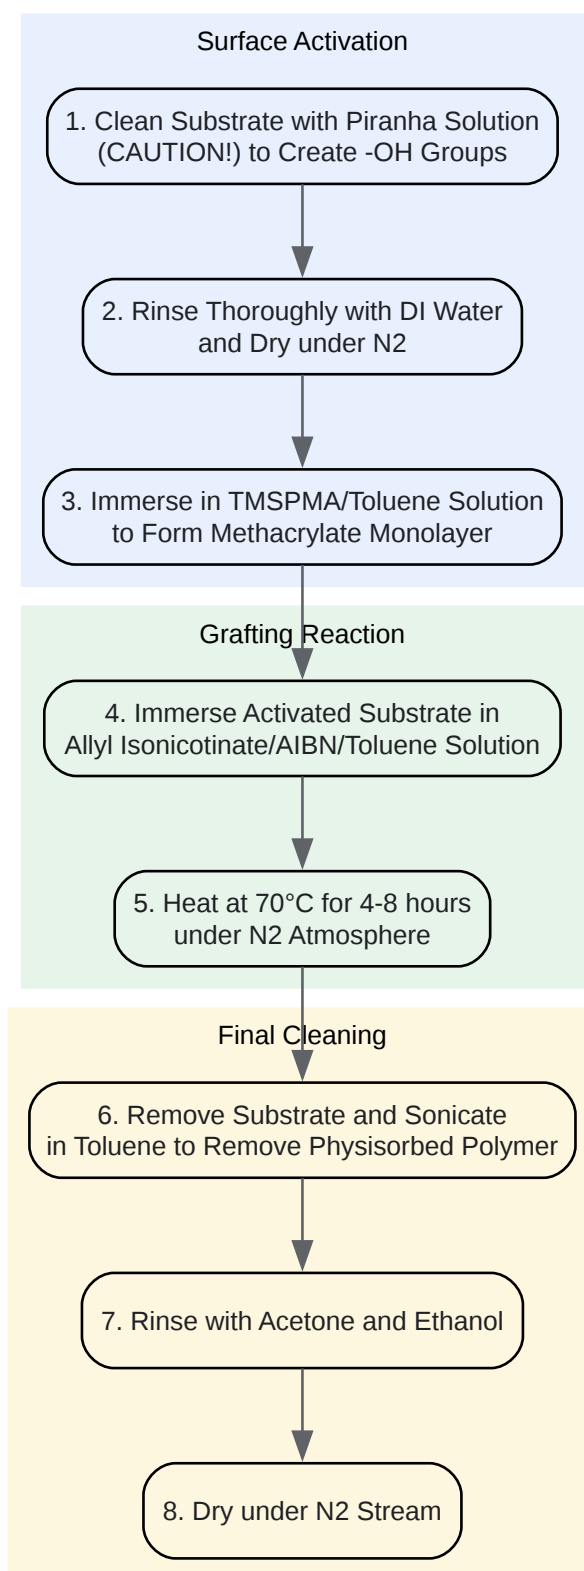 Surface Activation
1. Clean Substrate with Piranha Solution
(CAUTION!) to Create -OH Groups
2. Rinse Thoroughly with DI Water
and Dry under N2
3. Immerse in TMSPMA/Toluene Solution
to Form Methacrylate Monolayer
Grafting Reaction
4. Immerse Activated Substrate in
Allyl Isonicotinate/AIBN/Toluene Solution
5. Heat at 70°C for 4-8 hours
under N2 Atmosphere
Final Cleaning
6. Remove Substrate and Sonicate
in Toluene to Remove Physisorbed Polymer
7. Rinse with Acetone and Ethanol
8. Dry under N2 Stream